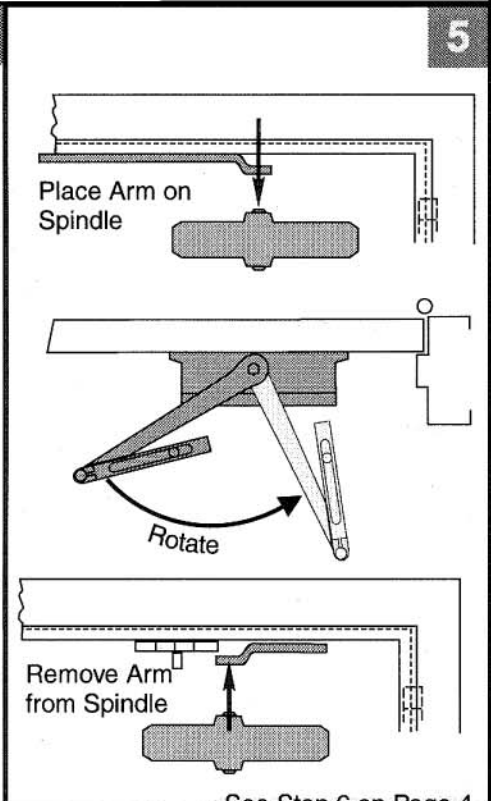 5
Place Arm on
Spindle
Rotate
Remove Arm
from Spindle
See Step 6 on Page 4